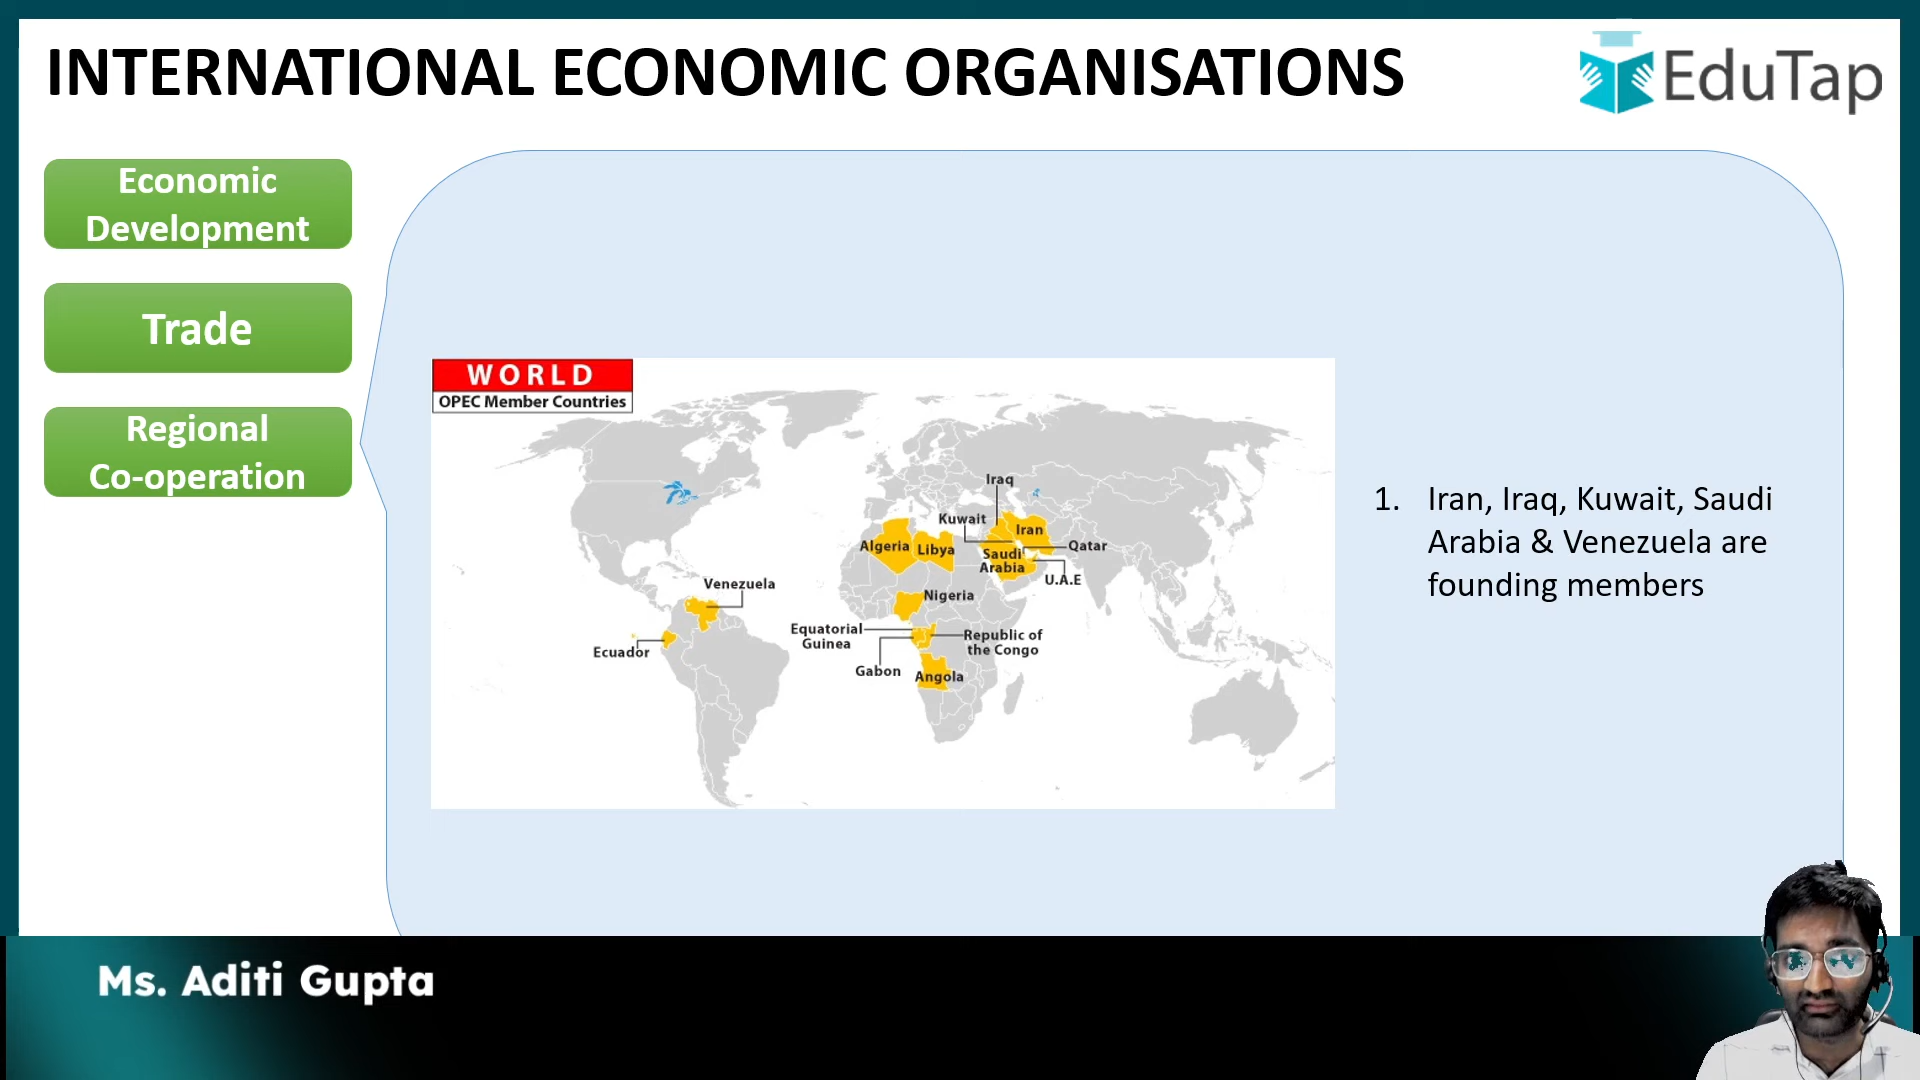 INTERNATIONAL ECONOMIC ORGANISATIONS
EduTap
Economic
Development
Trade
Regional
Co-operation
WORLD
OPEC Member Countries
Iraq
Kuwait
Iran
Algeria
Libya
Qatar
Saudi
Arabia
U.A.E
Venezuela
Nigeria
Equatorial
Guinea
Republic of
the Congo
Ecuador
Gabon
Angola
1. Iran, Iraq, Kuwait, Saudi
Arabia & Venezuela are
founding members
Ms. Aditi Gupta